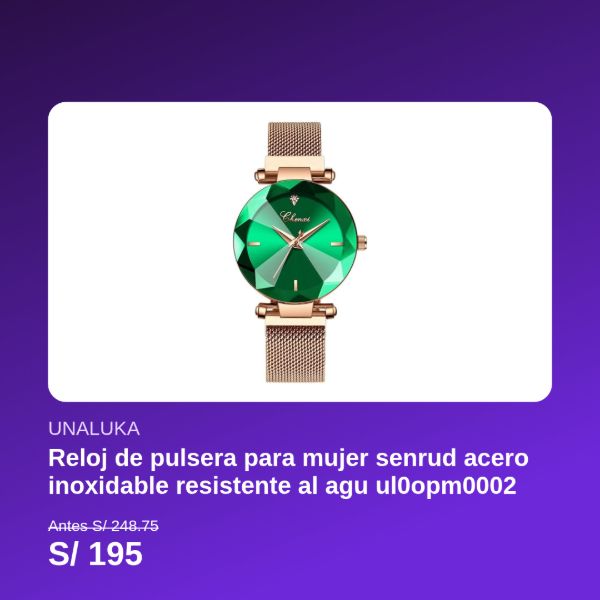 Chenxi
UNALUKA
Reloj de pulsera para mujer senrud acero
inoxidable resistente al agu ul0opm0002
Antes S/ 248.75
S/ 195